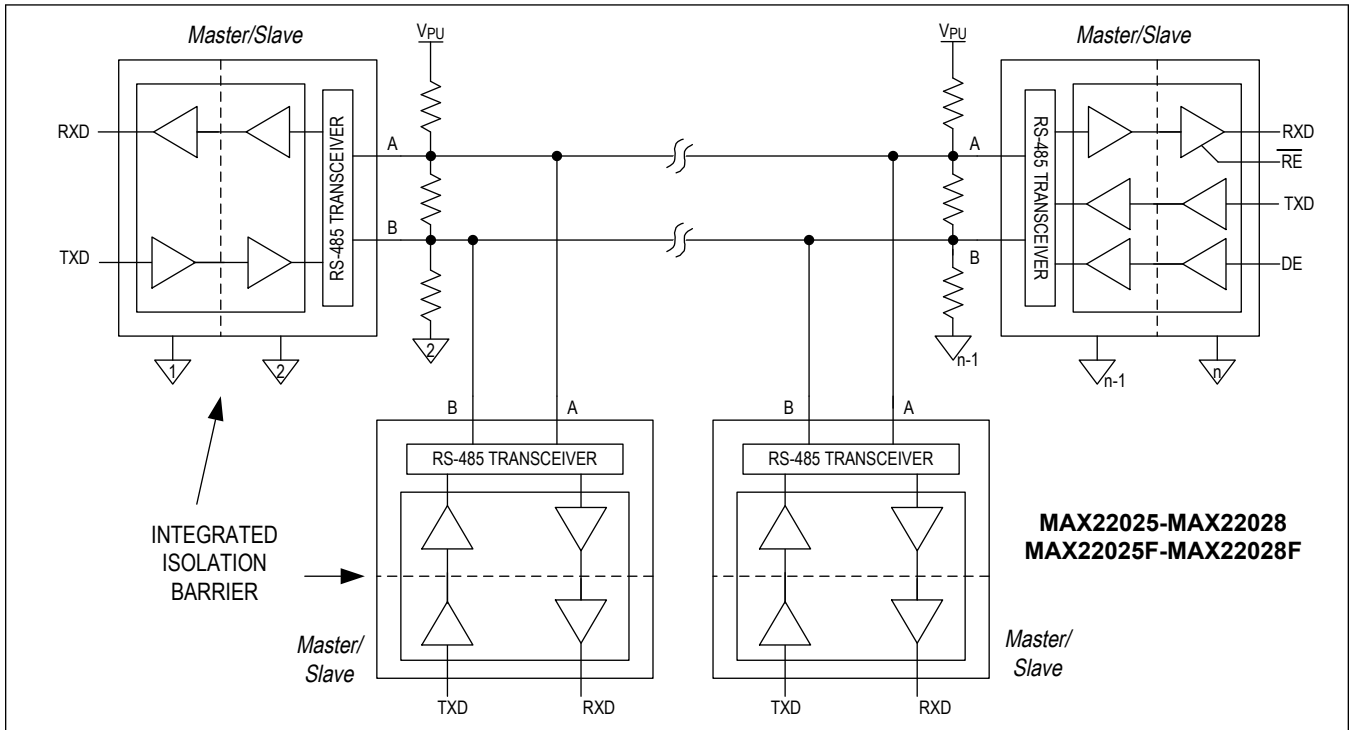 Master/Slave
VPU
VPU
Master/Slave
RXD
TXD
RS-485 TRANSCEIVER
A
B
A
B
RS-485 TRANSCEIVER
RXD
RE
TXD
DE
1
2
2
n-1
n-1
n
B
A
B
A
RS-485 TRANSCEIVER
RS-485 TRANSCEIVER
INTEGRATED
ISOLATION
BARRIER
MAX22025-MAX22028
MAX22025F-MAX22028F
Master/
Slave
Master/
Slave
TXD
RXD
TXD
RXD